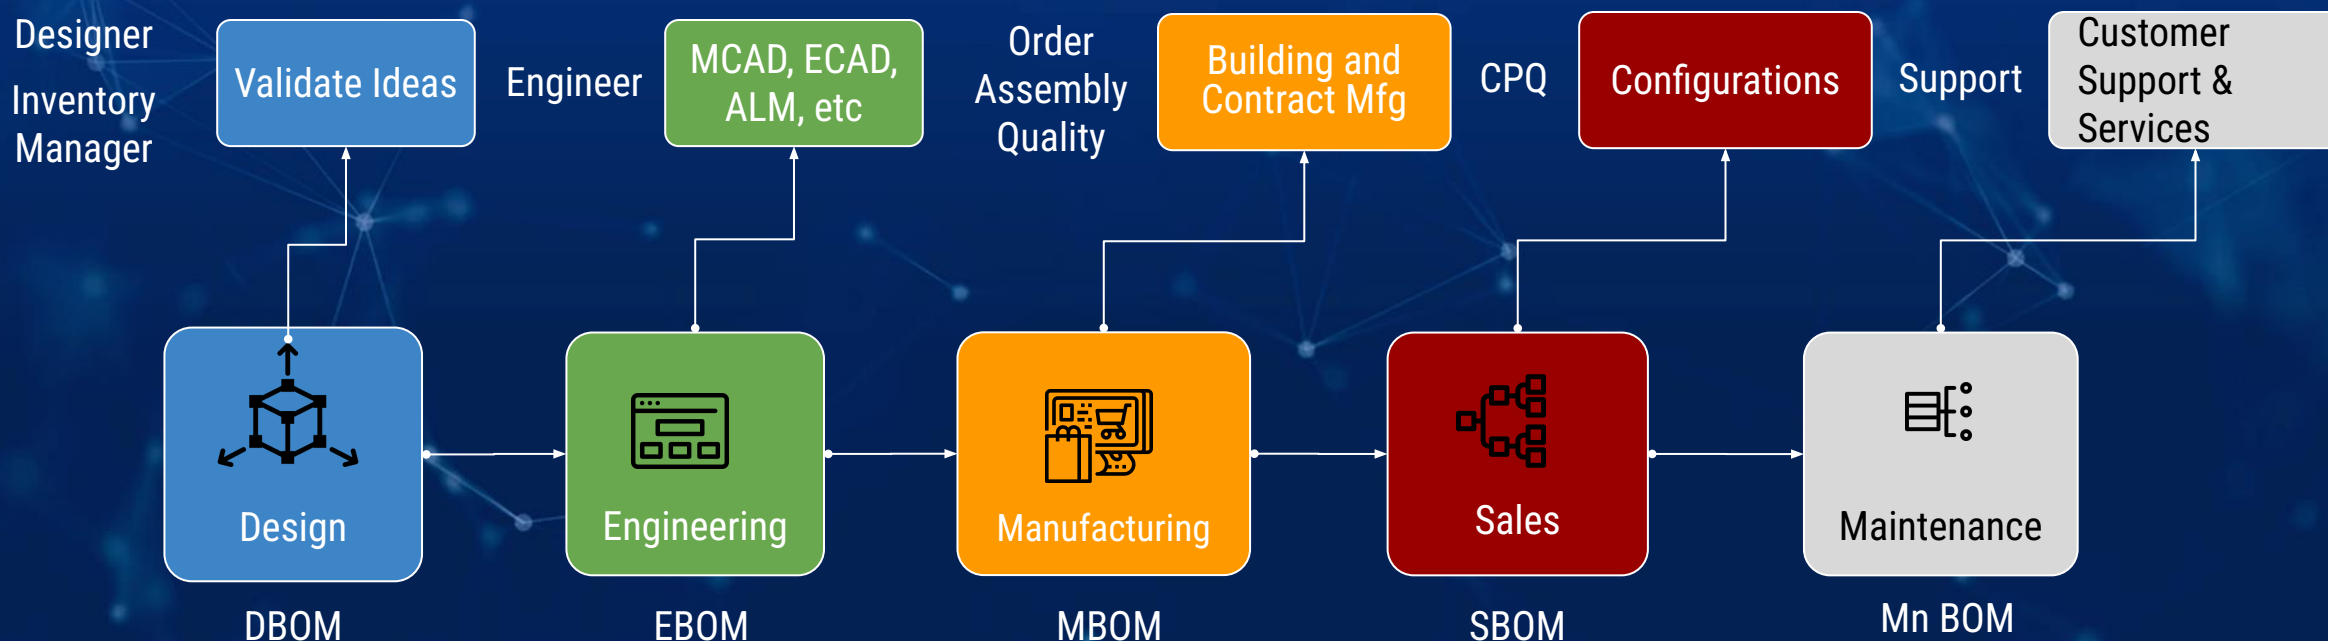 Designer
Inventory
Manager
Validate Ideas
Engineer
MCAD, ECAD,
ALM, etc
Order
Assembly
Quality
Building and
Contract Mfg
CPQ
Configurations
Support
Customer
Support &
Services
Design
Engineering
Manufacturing
Sales
Maintenance
DBOM
EBOM
MBOM
SBOM
Mn BOM